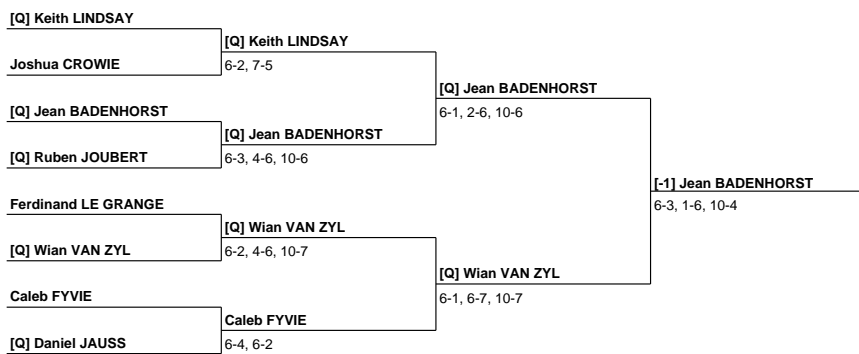 [Q] Keith LINDSAY
Joshua CROWIE
[Q] Jean BADENHORST
[Q] Ruben JOUBERT
Ferdinand LE GRANGE
[Q] Wian VAN ZYL
Caleb FYVIE
[Q] Daniel JAUSS
[Q] Keith LINDSAY
6-2, 7-5
[Q] Jean BADENHORST
6-3, 4-6, 10-6
[Q] Wian VAN ZYL
6-2, 4-6, 10-7
Caleb FYVIE
6-4, 6-2
[Q] Jean BADENHORST
6-1, 2-6, 10-6
[Q] Wian VAN ZYL
6-1, 6-7, 10-7
[-1] Jean BADENHORST
6-3, 1-6, 10-4